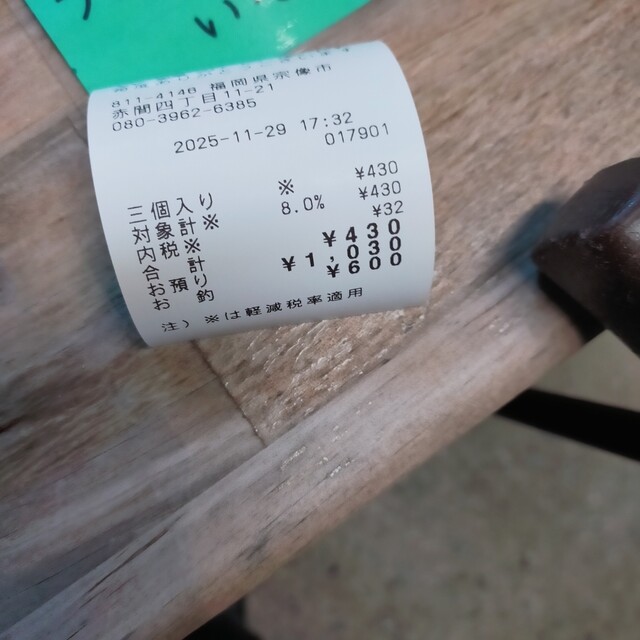 い
811-4146 福岡県宗像市
赤間四丁目11-21
080-3962-6385
2025-11-29 17:32
017901
三個入り ※ ¥430
対象計※ 8.0% ¥430
内税※ ¥32
合 計 ¥430
お預り ¥1,030
お 釣 ¥600
注) ※は軽減税率適用